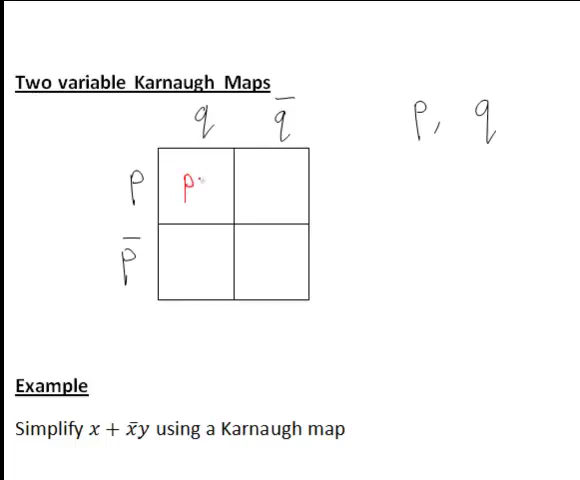 Two variable Karnaugh Maps
q q̅ p, q
p p·
p̅
Example
Simplify x + x̄y using a Karnaugh map